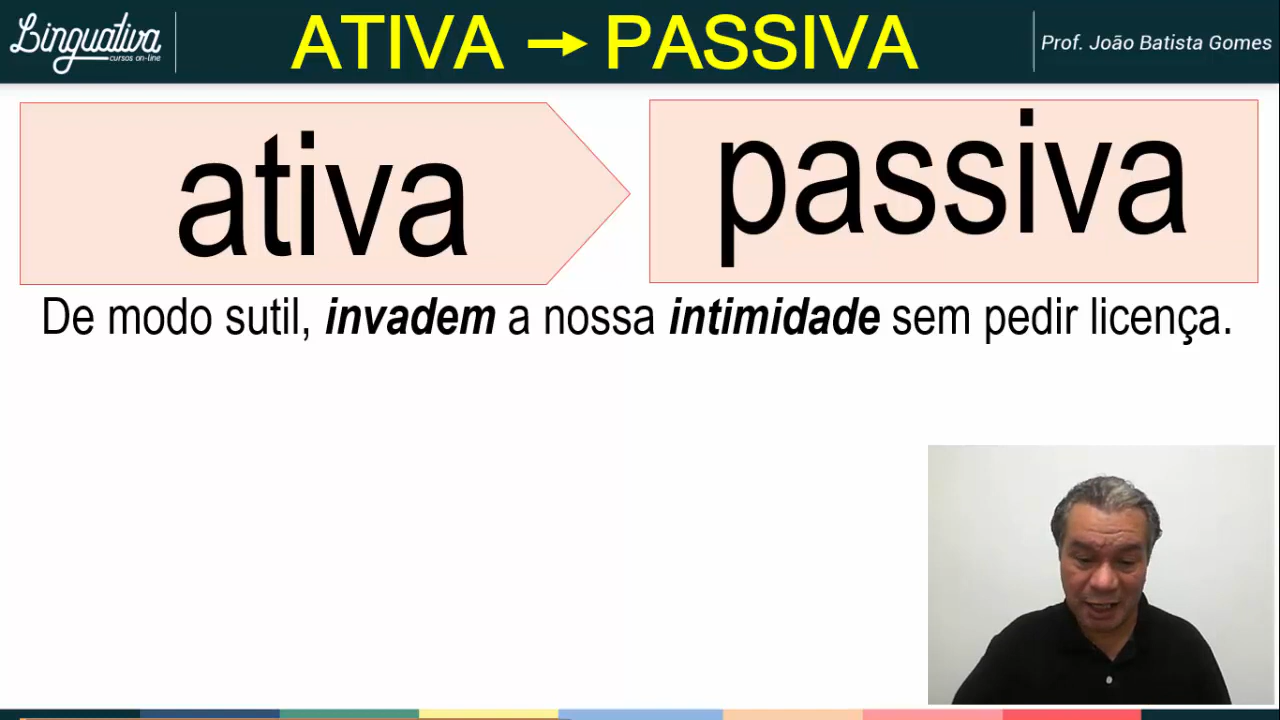 Linguativa
cursos on-line
ATIVA → PASSIVA
Prof. João Batista Gomes
ativa
passiva
De modo sutil, invadem a nossa intimidade sem pedir licença.